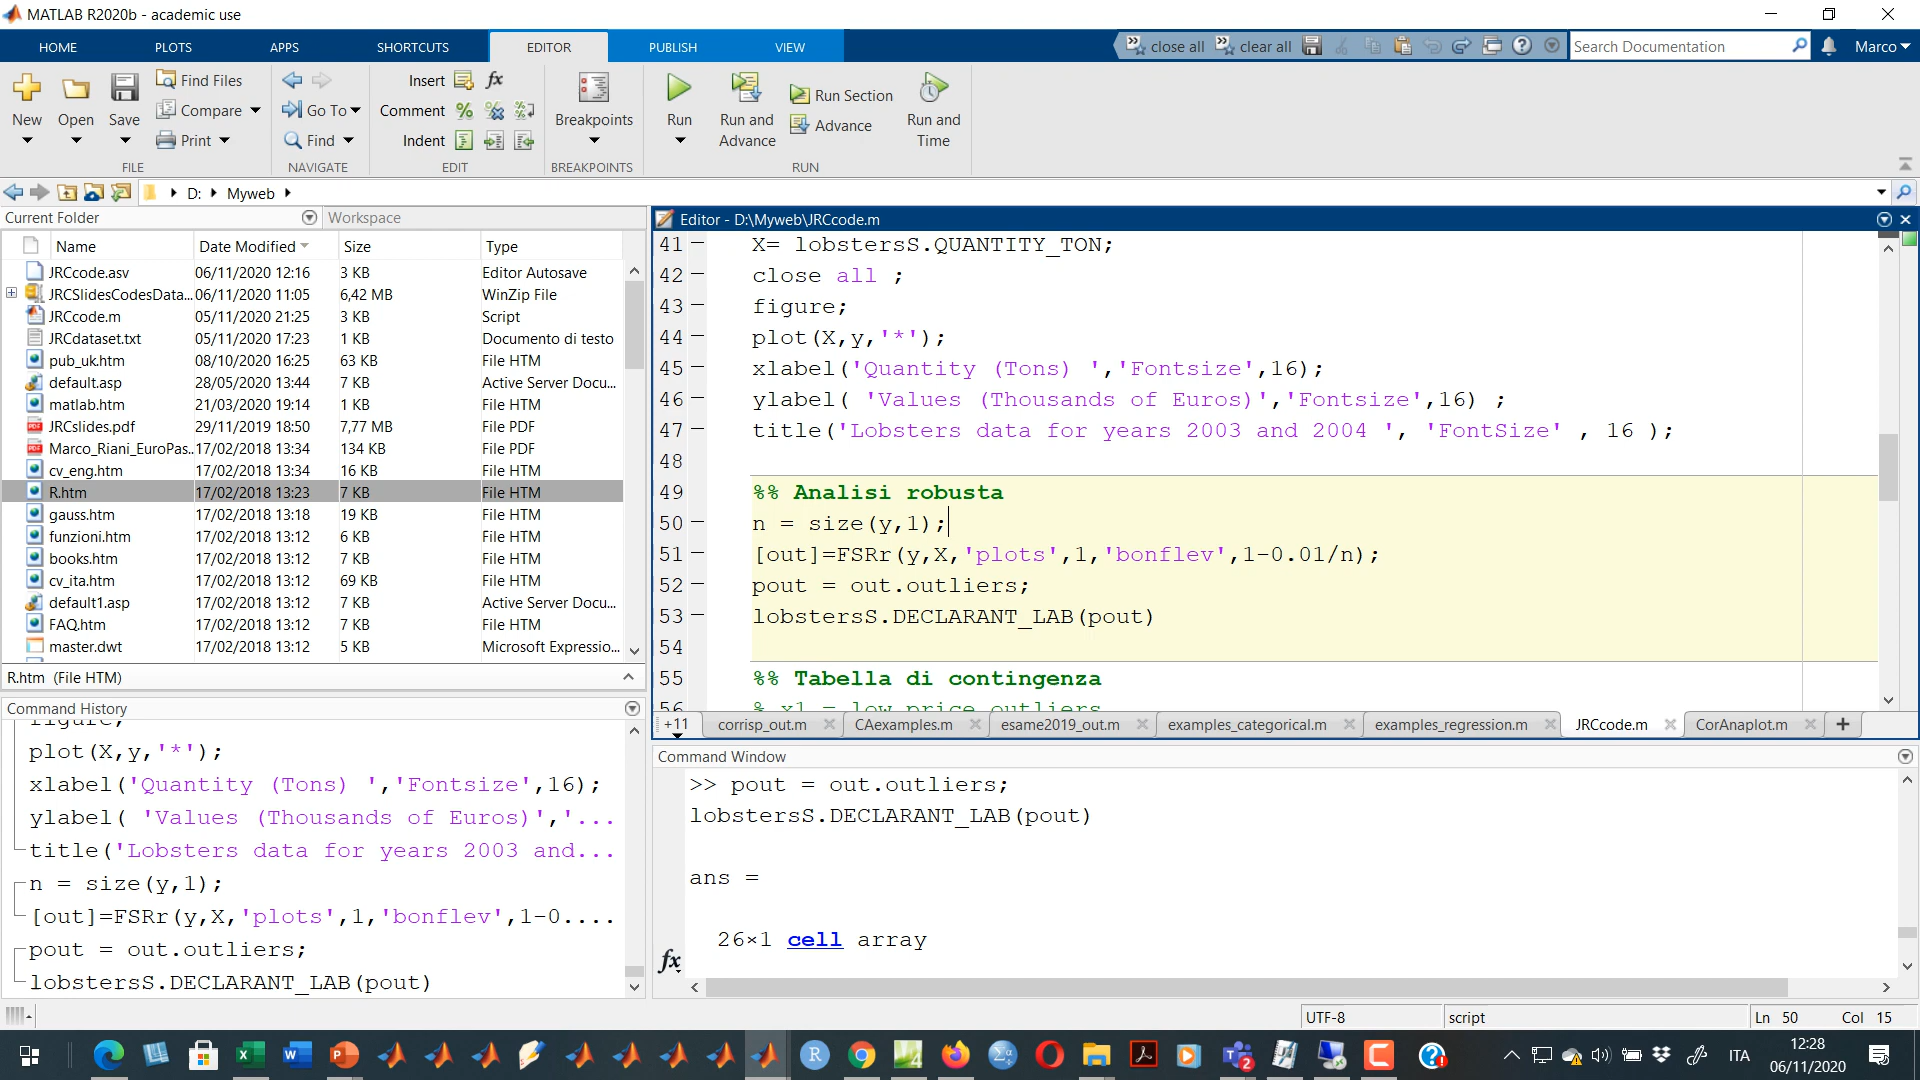 MATLAB R2020b - academic use
HOME PLOTS APPS SHORTCUTS EDITOR PUBLISH VIEW close all clear all Search Documentation Marco
New Open Save Find Files Compare Print
Go To Find
Insert Comment Indent
Breakpoints
Run Run and Advance Run Section Advance Run and Time
FILE NAVIGATE EDIT BREAKPOINTS RUN
D: Myweb
Current Folder Workspace
Name Date Modified Size Type
JRCcode.asv 06/11/2020 12:16 3 KB Editor Autosave
JRCSlidesCodesData... 06/11/2020 11:05 6,42 MB WinZip File
JRCcode.m 05/11/2020 21:25 3 KB Script
JRCdataset.txt 05/11/2020 17:23 1 KB Documento di testo
pub_uk.htm 08/10/2020 16:25 63 KB File HTM
default.asp 28/05/2020 13:44 7 KB Active Server Docu...
matlab.htm 21/03/2020 19:14 1 KB File HTM
JRCslides.pdf 29/11/2019 18:50 7,77 MB File PDF
Marco_Riani_EuroPas... 17/02/2018 13:34 134 KB File PDF
cv_eng.htm 17/02/2018 13:34 16 KB File HTM
R.htm 17/02/2018 13:23 7 KB File HTM
gauss.htm 17/02/2018 13:18 19 KB File HTM
funzioni.htm 17/02/2018 13:12 6 KB File HTM
books.htm 17/02/2018 13:12 7 KB File HTM
cv_ita.htm 17/02/2018 13:12 69 KB File HTM
default1.asp 17/02/2018 13:12 7 KB Active Server Docu...
FAQ.htm 17/02/2018 13:12 7 KB File HTM
master.dwt 17/02/2018 13:12 5 KB Microsoft Expressio...
R.htm (File HTM)
Command History
figure;
plot(X,y,'*');
xlabel('Quantity (Tons) ','Fontsize',16);
ylabel( 'Values (Thousands of Euros)','...
title('Lobsters data for years 2003 and...
n = size(y,1);
[out]=FSRr(y,X,'plots',1,'bonflev',1-0....
pout = out.outliers;
lobstersS.DECLARANT_LAB(pout)
Editor - D:\Myweb\JRCcode.m
41 – X= lobstersS.QUANTITY_TON;
42 – close all ;
43 – figure;
44 – plot(X,y,'*');
45 – xlabel('Quantity (Tons) ','Fontsize',16);
46 – ylabel( 'Values (Thousands of Euros)','Fontsize',16) ;
47 – title('Lobsters data for years 2003 and 2004 ', 'FontSize' , 16 );
48
49 %% Analisi robusta
50 – n = size(y,1);
51 – [out]=FSRr(y,X,'plots',1,'bonflev',1-0.01/n);
52 – pout = out.outliers;
53 – lobstersS.DECLARANT_LAB(pout)
54
55 %% Tabella di contingenza
56 % x1 = low price outliers
+11 corrisp_out.m CAexamples.m esame2019_out.m examples_categorical.m examples_regression.m JRCcode.m CorAnaplot.m
Command Window
>> pout = out.outliers;
lobstersS.DECLARANT_LAB(pout)
ans =
26×1 cell array
fx
UTF-8 script Ln 50 Col 15
ITA 12:28
06/11/2020